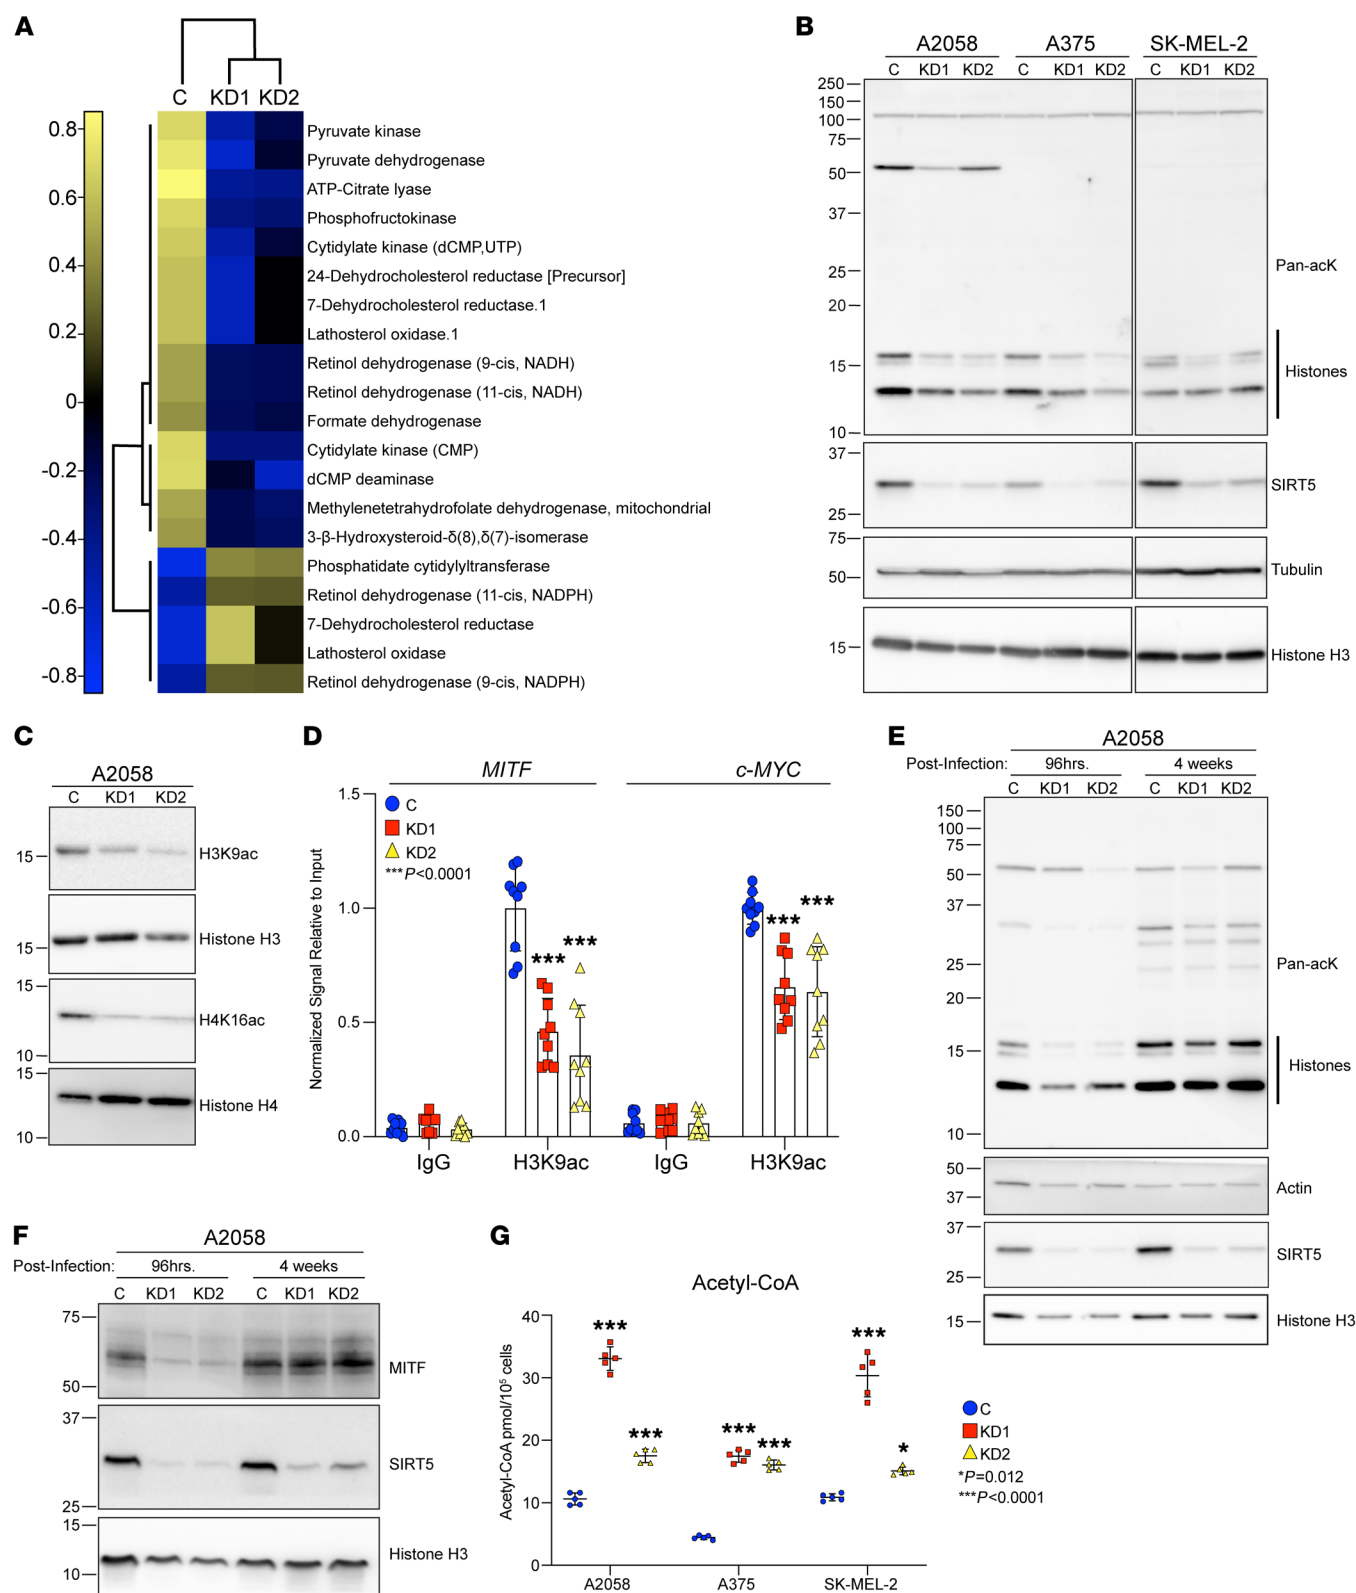 A
C KD1 KD2
0.8
0.6
0.4
0.2
0
-0.2
-0.4
-0.6
-0.8
Pyruvate kinase
Pyruvate dehydrogenase
ATP-Citrate lyase
Phosphofructokinase
Cytidylate kinase (dCMP,UTP)
24-Dehydrocholesterol reductase [Precursor]
7-Dehydrocholesterol reductase.1
Lathosterol oxidase.1
Retinol dehydrogenase (9-cis, NADH)
Retinol dehydrogenase (11-cis, NADH)
Formate dehydrogenase
Cytidylate kinase (CMP)
dCMP deaminase
Methylenetetrahydrofolate dehydrogenase, mitochondrial
3-β-Hydroxysteroid-δ(8),δ(7)-isomerase
Phosphatidate cytidylyltransferase
Retinol dehydrogenase (11-cis, NADPH)
7-Dehydrocholesterol reductase
Lathosterol oxidase
Retinol dehydrogenase (9-cis, NADPH)
B
A2058 A375 SK-MEL-2
C KD1 KD2 C KD1 KD2 C KD1 KD2
250
150
100
75
50
37
25
20
15
10
Pan-acK
Histones
37
25
SIRT5
75
50
Tubulin
15
Histone H3
C
A2058
C KD1 KD2
15
H3K9ac
15
Histone H3
15
10
H4K16ac
15
10
Histone H4
D
MITF c-MYC
Normalized Signal Relative to Input
1.5
1.0
0.5
0.0
C
KD1
KD2
***P<0.0001
*** *** *** ***
IgG H3K9ac IgG H3K9ac
E
A2058
Post-Infection: 96hrs. 4 weeks
C KD1 KD2 C KD1 KD2
150
100
75
50
37
25
20
15
10
Pan-acK
Histones
50
37
Actin
37
25
SIRT5
15
Histone H3
F
A2058
Post-Infection: 96hrs. 4 weeks
C KD1 KD2 C KD1 KD2
75
50
MITF
37
25
SIRT5
15
10
Histone H3
G
Acetyl-CoA
Acetyl-CoA pmol/10⁵ cells
40
30
20
10
0
*** *** *** *** *** *
A2058 A375 SK-MEL-2
C
KD1
KD2
*P=0.012
***P<0.0001